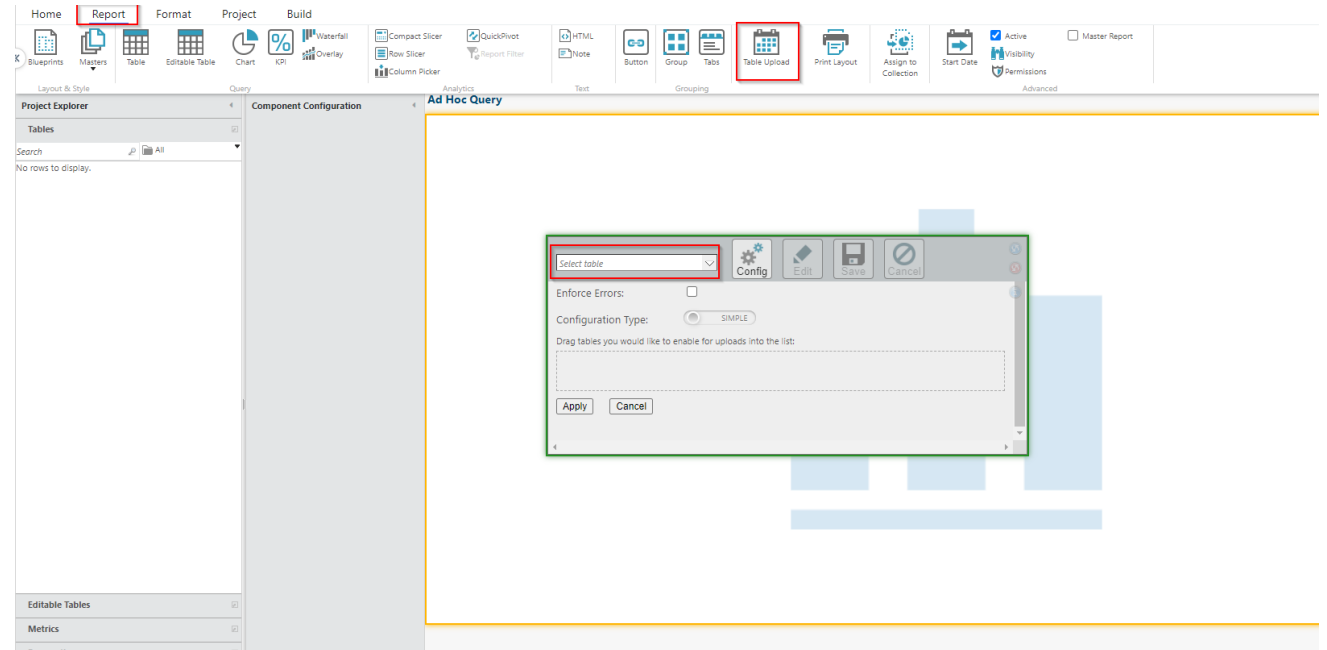 Home Report Format Project Build
Blueprints Masters Table Editable Table Chart KPI Waterfall Overlay Compact Slicer Row Slicer Column Picker QuickPivot Report Filter HTML Note Button Group Tabs Table Upload Print Layout Assign to Collection Start Date Active Visibility Permissions Master Report
Layout & Style Query Analytics Text Grouping Advanced
Project Explorer Component Configuration Ad Hoc Query
Tables
Search All
No rows to display.
Select table Config Edit Save Cancel
Enforce Errors:
Configuration Type: SIMPLE
Drag tables you would like to enable for uploads into the list:
Apply Cancel
Editable Tables
Metrics